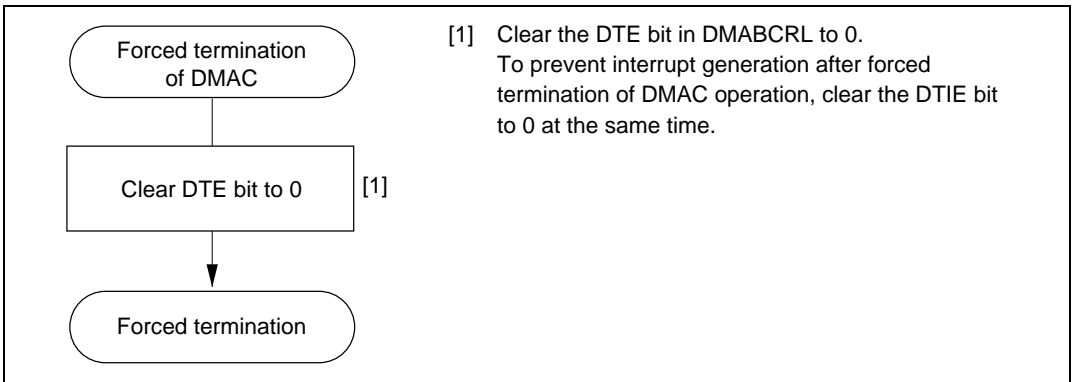 Forced termination
of DMAC
Clear DTE bit to 0
[1]
Forced termination
[1] Clear the DTE bit in DMABCRL to 0.
To prevent interrupt generation after forced
termination of DMAC operation, clear the DTIE bit
to 0 at the same time.